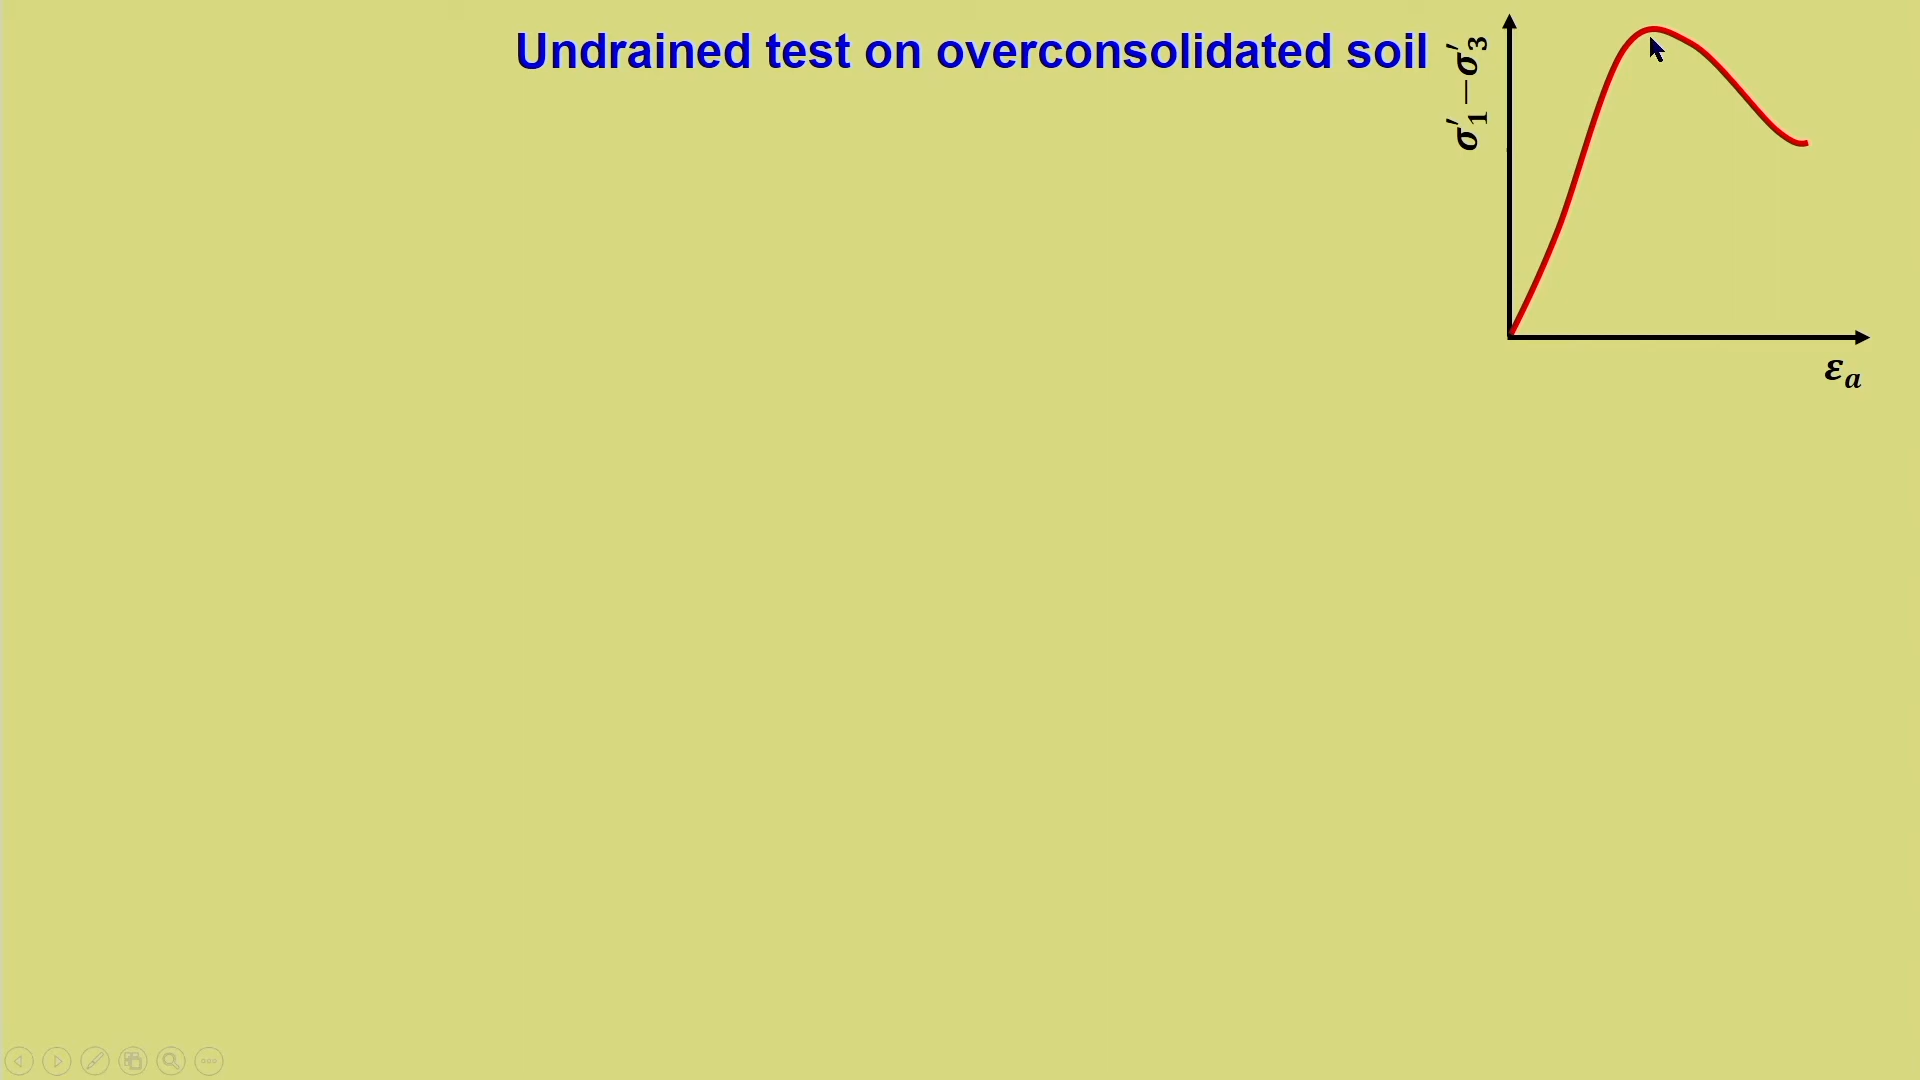 Undrained test on overconsolidated soil
σ′₁−σ′₃
εₐ